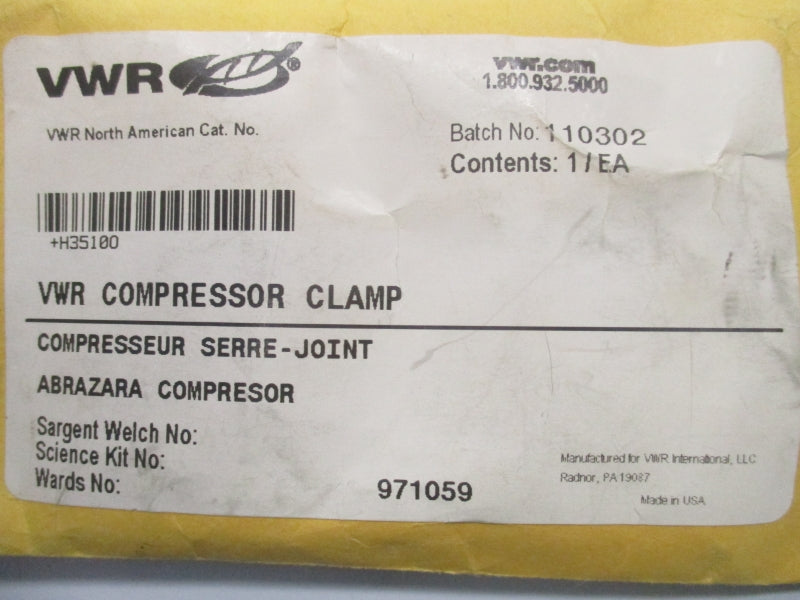 VWR®
vwr.com
1.800.932.5000
VWR North American Cat. No.
Batch No: 110302
Contents: 1 / EA
+H35100
VWR COMPRESSOR CLAMP
COMPRESSEUR SERRE-JOINT
ABRAZARA COMPRESOR
Sargent Welch No:
Science Kit No:
Wards No:
971059
Manufactured for VWR International, LLC
Radnor, PA 19087
Made in USA